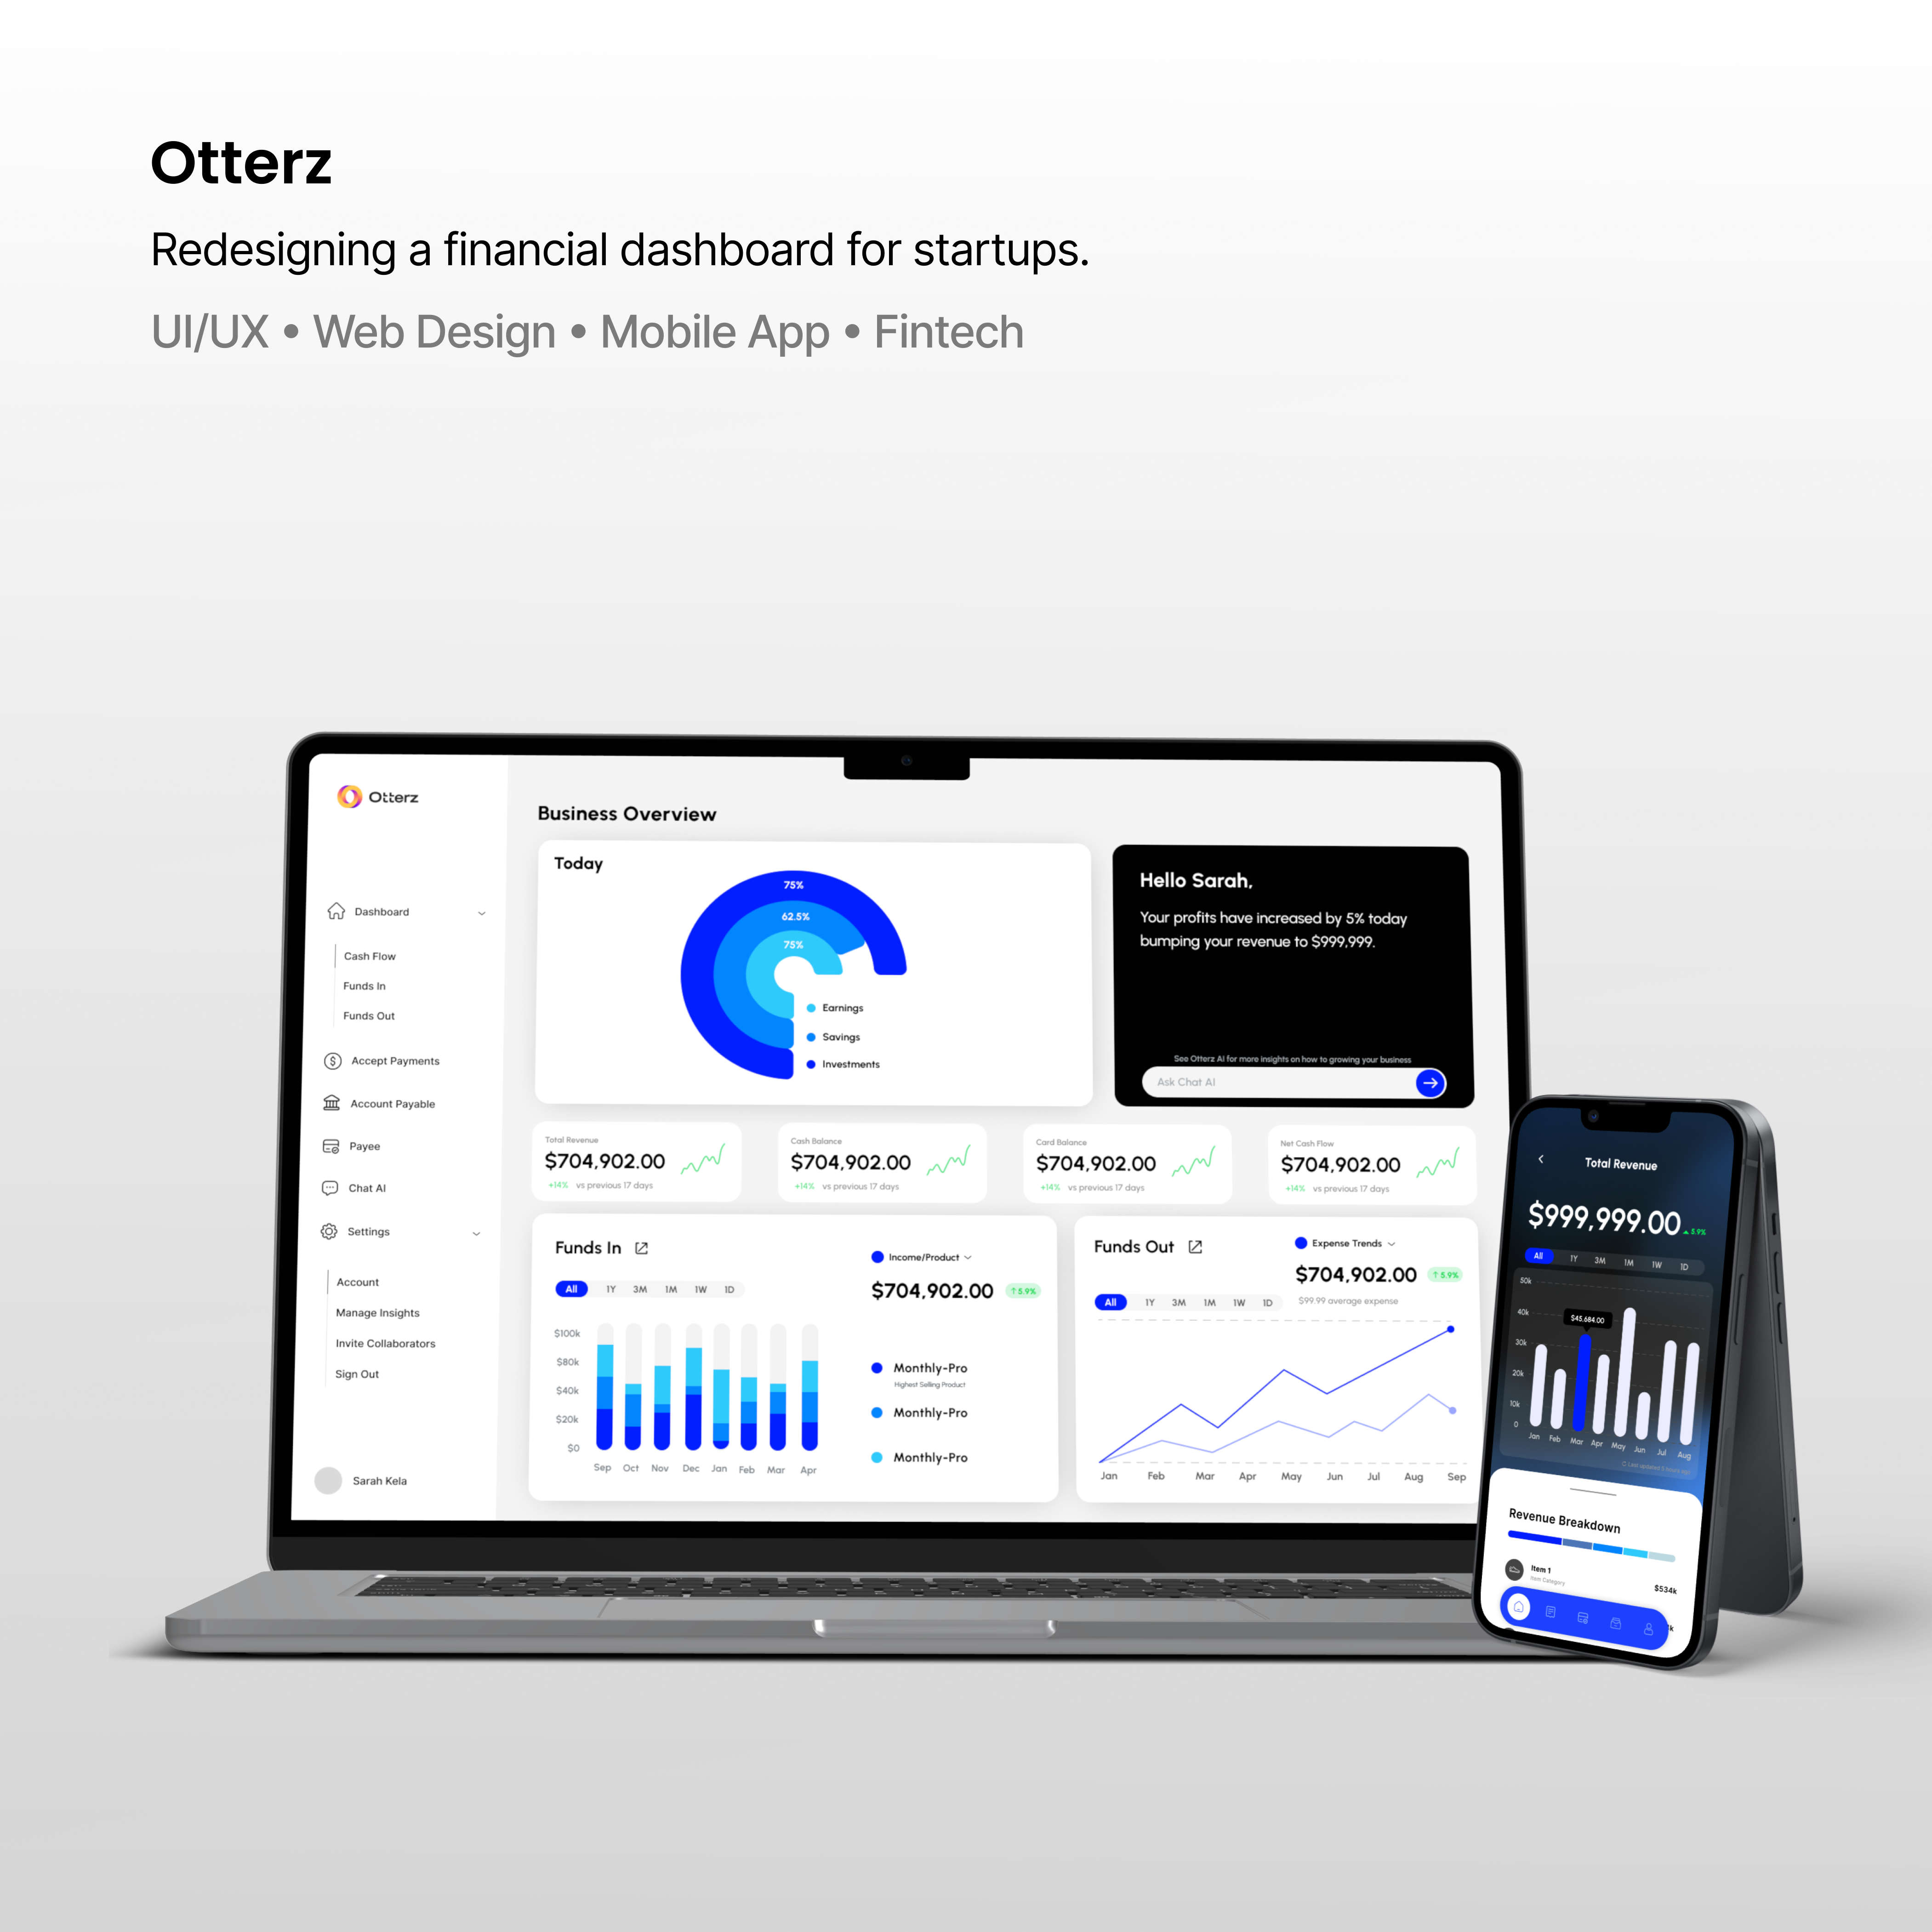 Otterz
Redesigning a financial dashboard for startups.
UI/UX • Web Design • Mobile App • Fintech
Otterz
Dashboard
Cash Flow
Funds In
Funds Out
Accept Payments
Account Payable
Payee
Chat AI
Settings
Account
Manage Insights
Invite Collaborators
Sign Out
Sarah Kela
Business Overview
Today
75%
62.5%
75%
Earnings
Savings
Investments
Hello Sarah,
Your profits have increased by 5% today
bumping your revenue to $999,999.
See Otterz AI for more insights on how to growing your business
Ask Chat AI
Total Revenue
$704,902.00
+14% vs previous 17 days
Cash Balance
$704,902.00
+14% vs previous 17 days
Card Balance
$704,902.00
+14% vs previous 17 days
Net Cash Flow
$704,902.00
+14% vs previous 17 days
Funds In
Income/Product
All 1Y 3M 1M 1W 1D
$704,902.00 ↑5.9%
$100k
$80k
$40k
$20k
$0
Sep Oct Nov Dec Jan Feb Mar Apr
Monthly-Pro
Highest Selling Product
Monthly-Pro
Monthly-Pro
Funds Out
Expense Trends
$704,902.00 ↑5.9%
All 1Y 3M 1M 1W 1D
$99.99 average expense
Jan Feb Mar Apr May Jun Jul Aug Sep
Total Revenue
$999,999.00 5.9%
All 1Y 3M 1M 1W 1D
50k
40k
$45,684.00
30k
20k
10k
0
Jan Feb Mar Apr May Jun Jul Aug
Revenue Breakdown
Item 1
Item Category
$534k